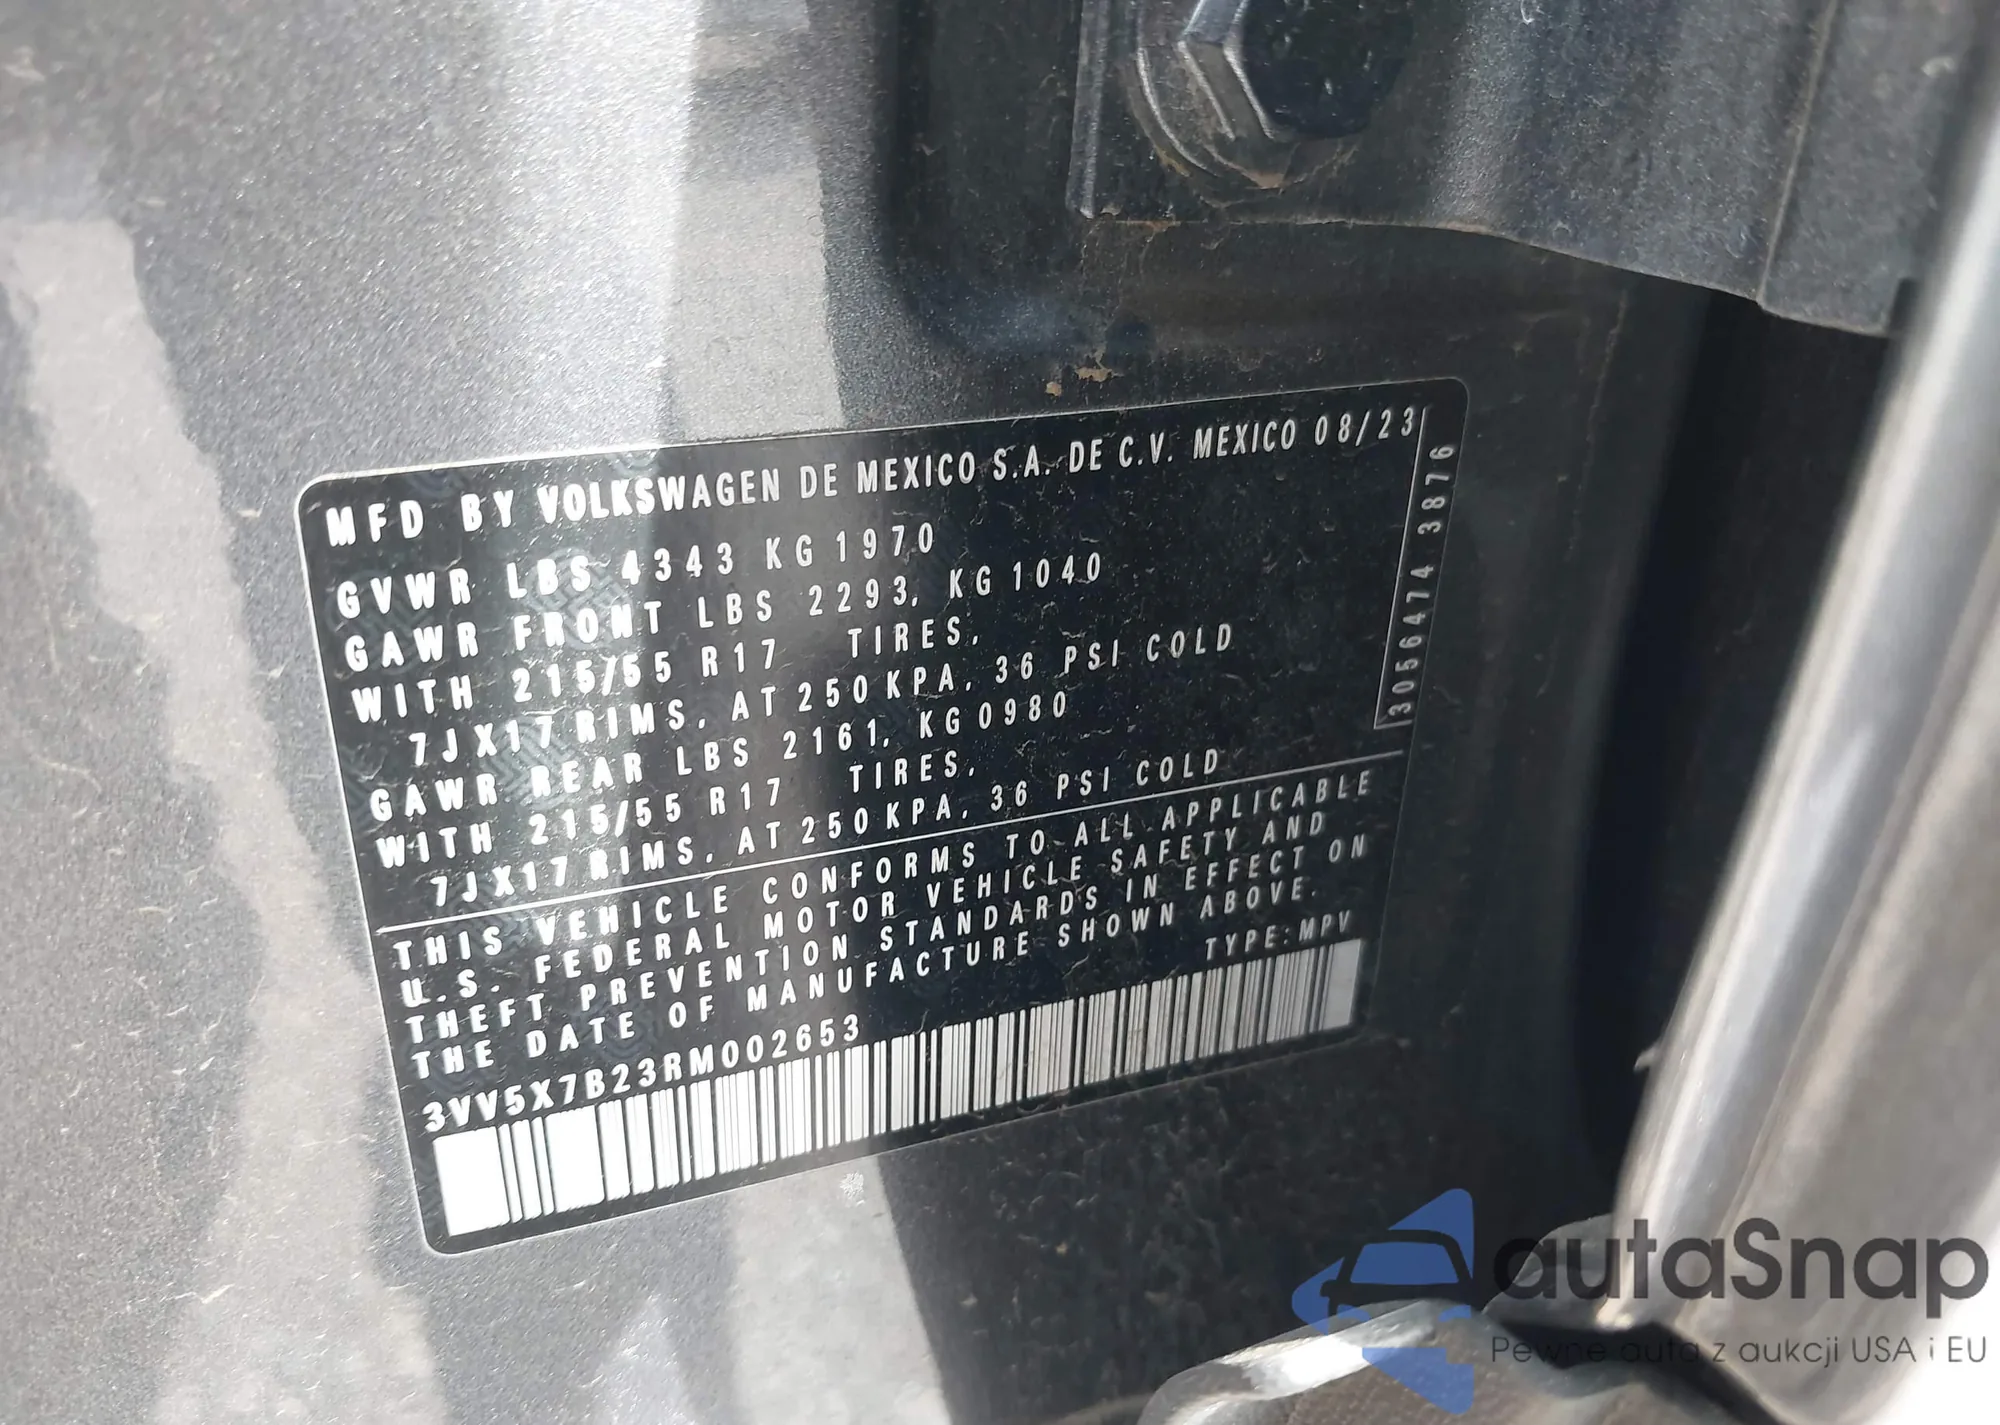 MFD BY VOLKSWAGEN DE MEXICO S.A. DE C.V. MEXICO 08/23
GVWR LBS 4343 KG 1970
GAWR FRONT LBS 2293, KG 1040
WITH 215/55 R17 TIRES,
7JX17 RIMS, AT 250 KPA, 36 PSI COLD
GAWR REAR LBS 2161, KG 0980
WITH 215/55 R17 TIRES,
7JX17 RIMS, AT 250 KPA, 36 PSI COLD
3056474 3876
THIS VEHICLE CONFORMS TO ALL APPLICABLE
U.S. FEDERAL MOTOR VEHICLE SAFETY AND
THEFT PREVENTION STANDARDS IN EFFECT ON
THE DATE OF MANUFACTURE SHOWN ABOVE.
3VV5X7B23RM002653 TYPE:MPV
autaSnap
Pewne auta z aukcji USA i EU